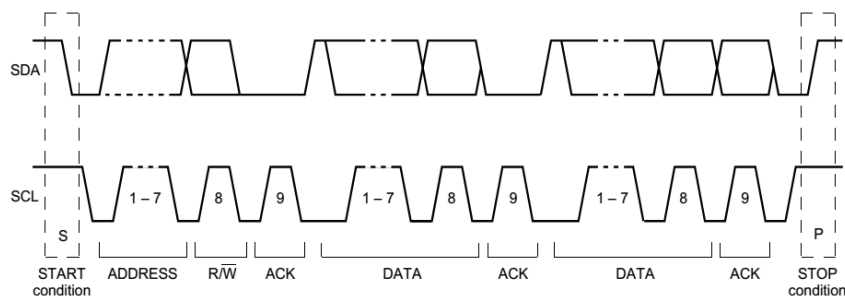 SDA
SCL
1 – 7 8 9 1 – 7 8 9 1 – 7 8 9
S P
START condition ADDRESS R/W̅ ACK DATA ACK DATA ACK STOP condition